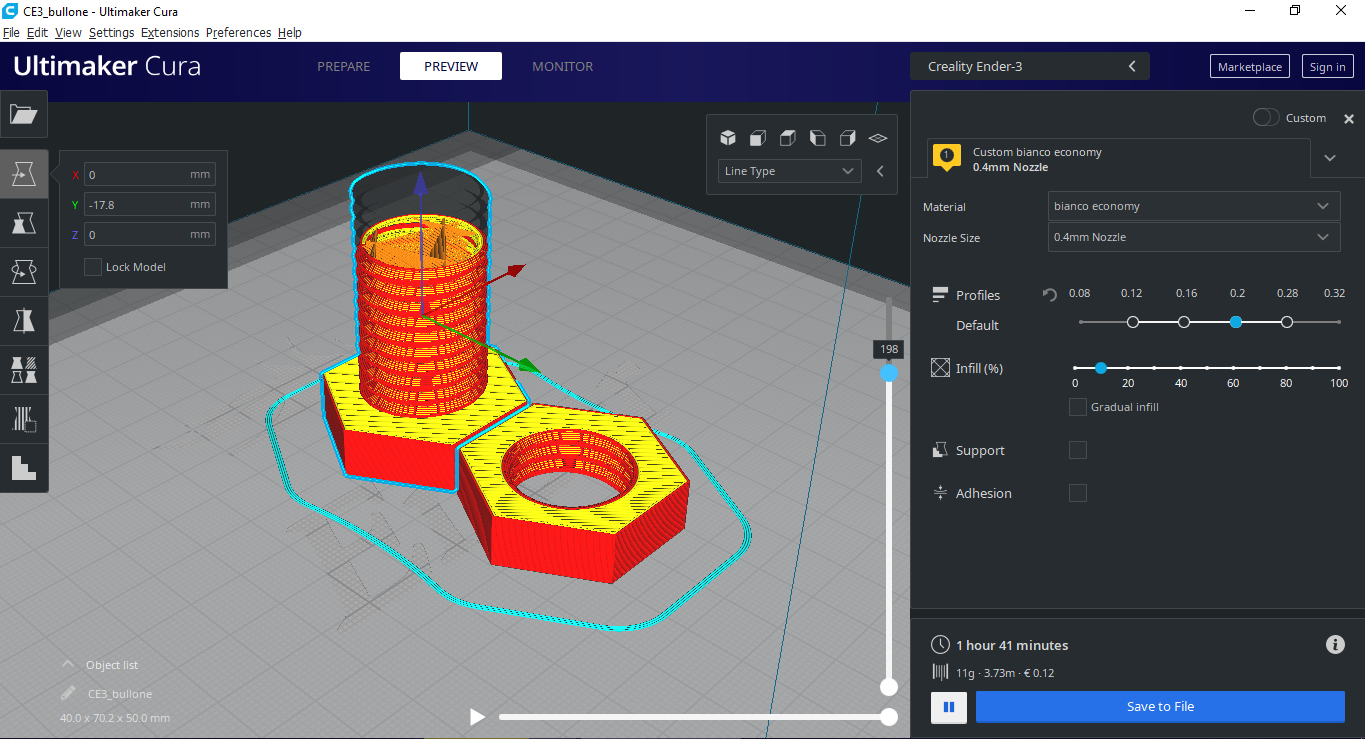 CE3_bullone - Ultimaker Cura
File Edit View Settings Extensions Preferences Help
Ultimaker Cura
PREPARE
PREVIEW
MONITOR
Creality Ender-3
Marketplace
Sign in
X 0 mm
Y -17.8 mm
Z 0 mm
Lock Model
Line Type
198
Custom
1
Custom bianco economy
0.4mm Nozzle
Material bianco economy
Nozzle Size 0.4mm Nozzle
Profiles 0.08 0.12 0.16 0.2 0.28 0.32
Default
Infill (%)
0 20 40 60 80 100
Gradual infill
Support
Adhesion
Object list
CE3_bullone
40.0 x 70.2 x 50.0 mm
1 hour 41 minutes
11g · 3.73m · € 0.12
Save to File